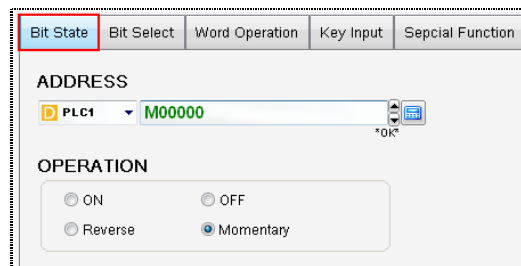 Bit State Bit Select Word Operation Key Input Sepcial Function
ADDRESS
D PLC1 M00000
*OK*
OPERATION
ON OFF
Reverse Momentary